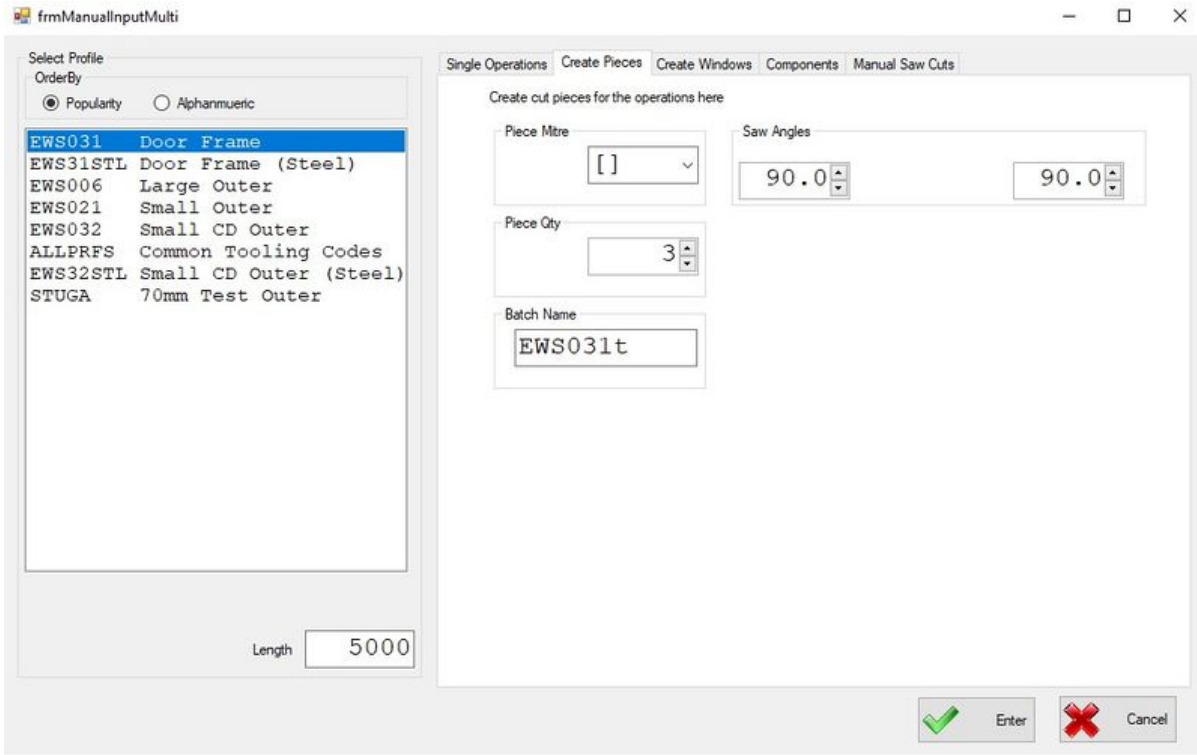 frmManualInputMulti
Select Profile
OrderBy
Popularity
Alphanmueric
EWS031 Door Frame
EWS31STL Door Frame (Steel)
EWS006 Large Outer
EWS021 Small Outer
EWS032 Small CD Outer
ALLPRFS Common Tooling Codes
EWS32STL Small CD Outer (Steel)
STUGA 70mm Test Outer
Length 5000
Single Operations Create Pieces Create Windows Components Manual Saw Cuts
Create cut pieces for the operations here
Piece Mitre
[]
Saw Angles
90.0 90.0
Piece Qty
3
Batch Name
EWS031t
Enter Cancel